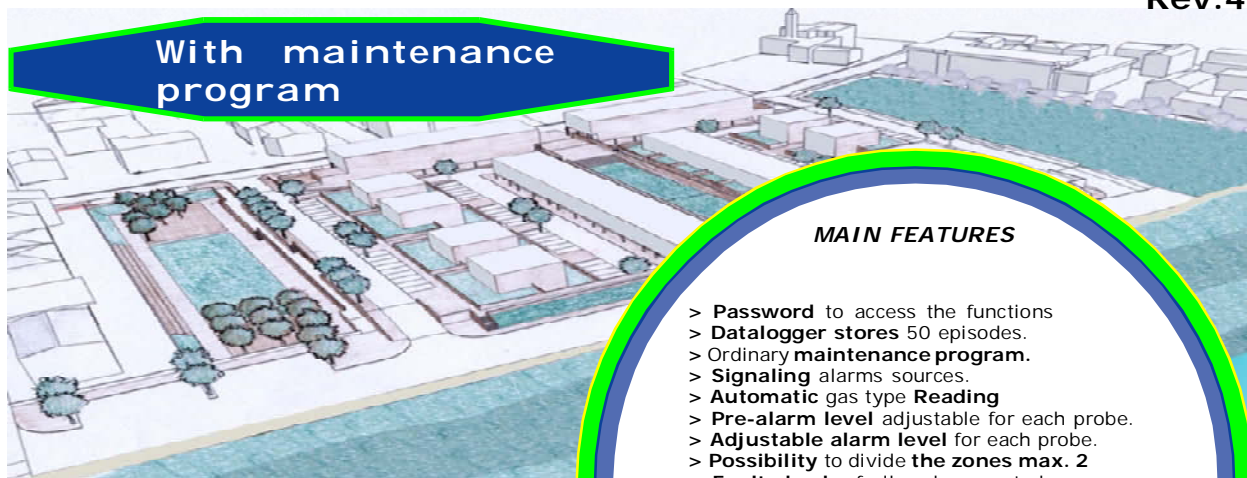 Rev.4
With maintenance
program
MAIN FEATURES
> Password to access the functions
> Datalogger stores 50 episodes.
> Ordinary maintenance program.
> Signaling alarms sources.
> Automatic gas type Reading
> Pre-alarm level adjustable for each probe.
> Adjustable alarm level for each probe.
> Possibility to divide the zones max. 2